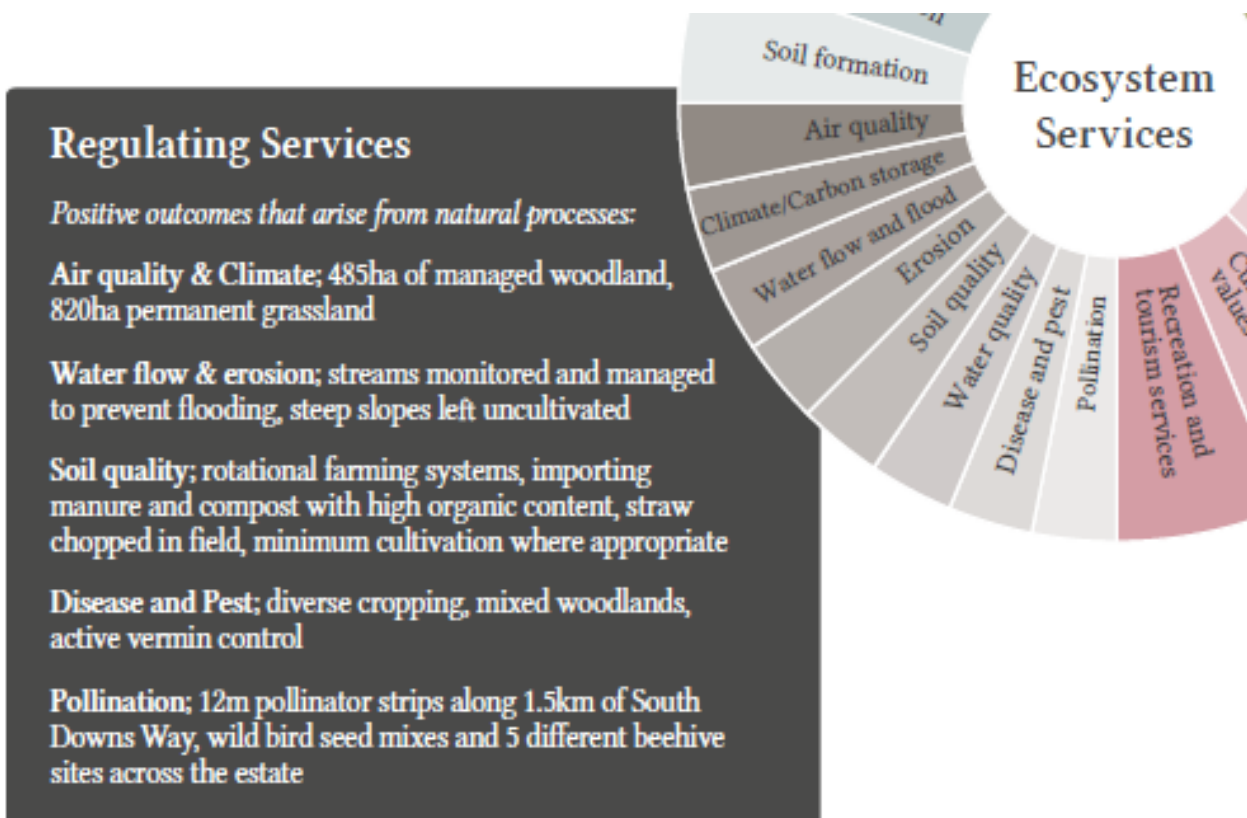 Regulating Services
Positive outcomes that arise from natural processes:
Air quality & Climate; 485ha of managed woodland,
820ha permanent grassland
Water flow & erosion; streams monitored and managed
to prevent flooding, steep slopes left uncultivated
Soil quality; rotational farming systems, importing
manure and compost with high organic content, straw
chopped in field, minimum cultivation where appropriate
Disease and Pest; diverse cropping, mixed woodlands,
active vermin control
Pollination; 12m pollinator strips along 1.5km of South
Downs Way, wild bird seed mixes and 5 different beehive
sites across the estate
Ecosystem
Services
Soil formation
Air quality
Climate/Carbon storage
Water flow and flood
Erosion
Soil quality
Water quality
Disease and pest
Pollination
Recreation and
tourism services
values